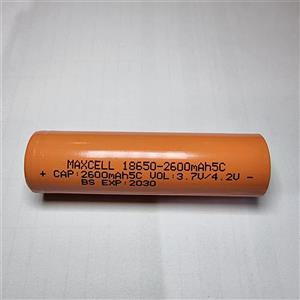 MAXCELL 18650-2600mAh5C
+ CAP:2600mAh5C VOL:3.7V/4.2V -
BS EXP:2030